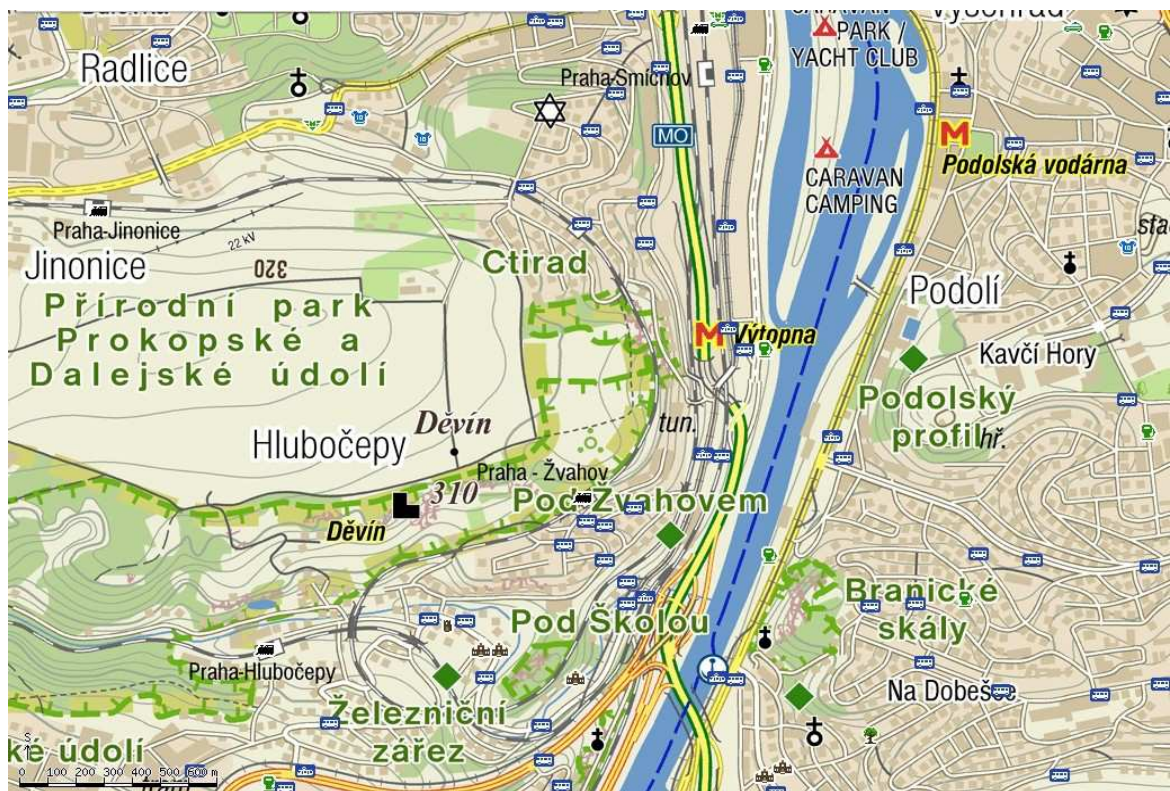 Radlice
CARAVAN
PARK /
YACHT CLUB
Vyšehrad
Praha-Smíchov
MO
M
Podolská vodárna
CARAVAN
CAMPING
Praha-Jinonice
22 kV
Jinonice
320
Ctirad
Přírodní park
Prokopské a
Dalejské údolí
Podolí
M
Výtopna
Kavčí Hory
Podolský
profil
hř.
Děvín
tun.
Hlubočepy
Praha - Žvahov
310
Pod Žvahovem
Děvín
Branické
skály
Pod Školou
Praha-Hlubočepy
Na Dobešce
Železniční
zářez
ké údolí
S
0 100 200 300 400 500 600 m